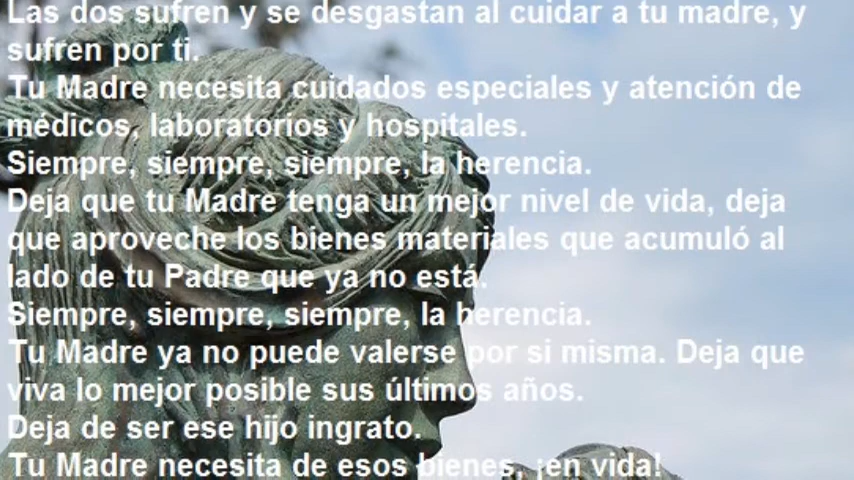 Las dos sufren y se desgastan al cuidar a tu madre, y
sufren por ti.
Tu Madre necesita cuidados especiales y atención de
médicos, laboratorios y hospitales.
Siempre, siempre, siempre, la herencia.
Deja que tu Madre tenga un mejor nivel de vida, deja
que aproveche los bienes materiales que acumuló al
lado de tu Padre que ya no está.
Siempre, siempre, siempre, la herencia.
Tu Madre ya no puede valerse por si misma. Deja que
viva lo mejor posible sus últimos años.
Deja de ser ese hijo ingrato.
Tu Madre necesita de esos bienes, ¡en vida!